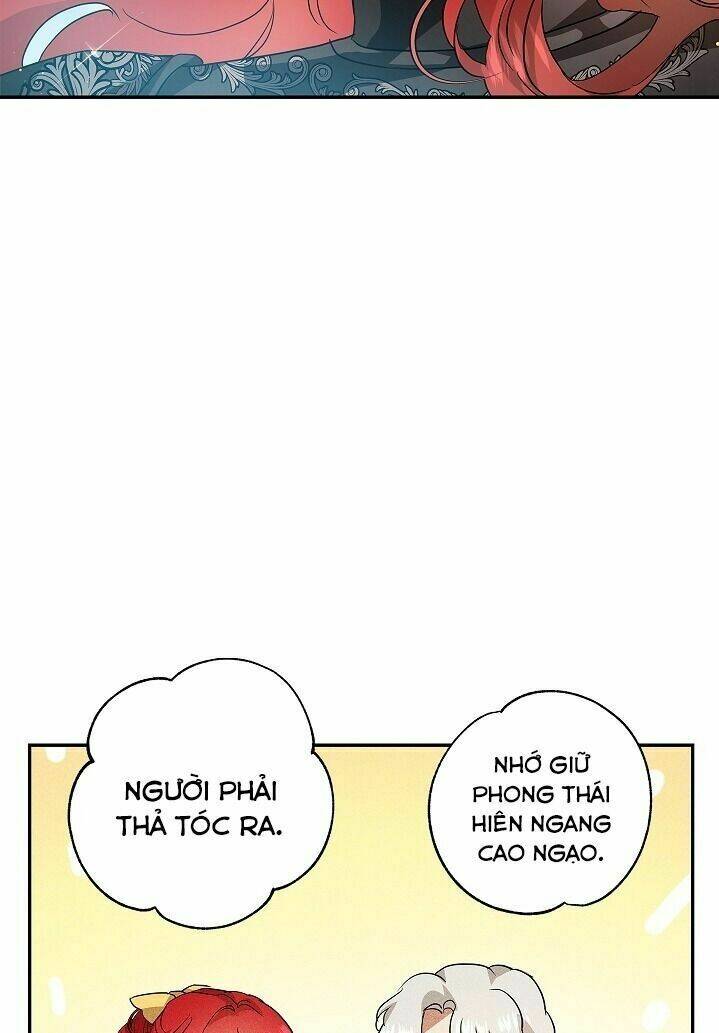 NGƯỜI PHẢI
THẢ TÓC RA.
NHỚ GIỮ
PHONG THÁI
HIÊN NGANG
CAO NGẠO.